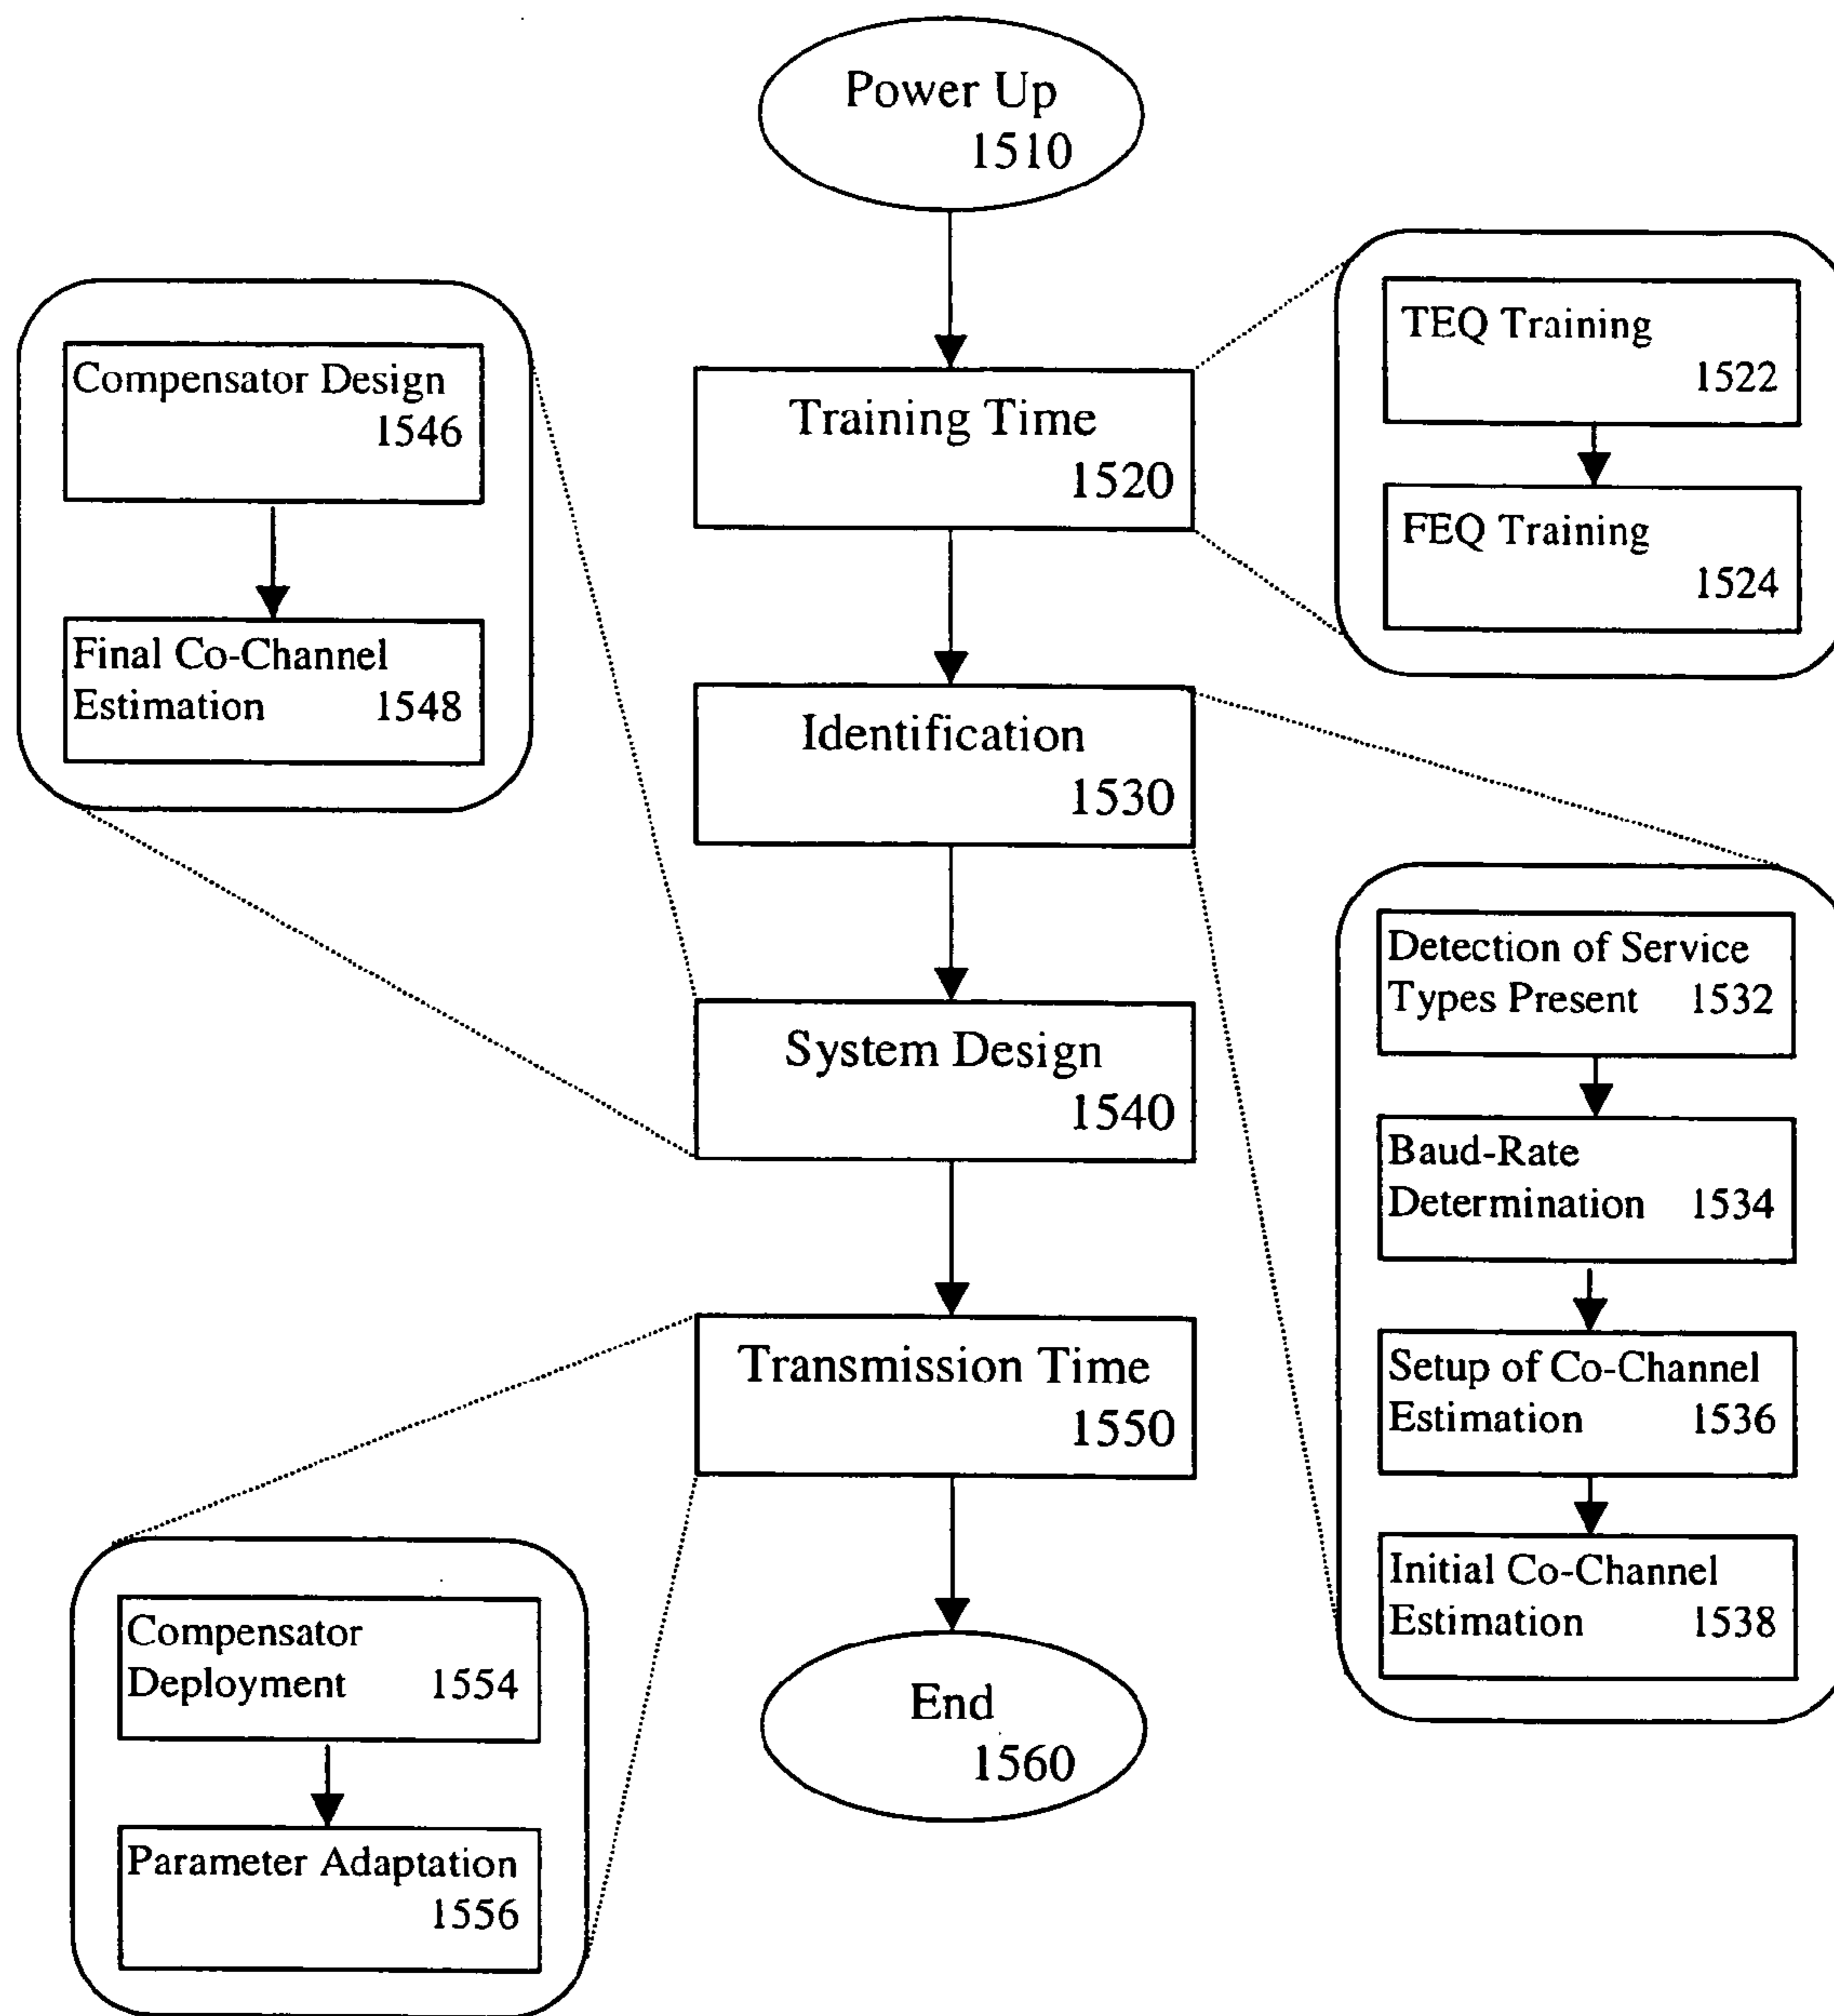 Power Up
1510
Training Time
1520
TEQ Training
1522
FEQ Training
1524
Identification
1530
Detection of Service
Types Present 1532
Baud-Rate
Determination 1534
Setup of Co-Channel
Estimation 1536
Initial Co-Channel
Estimation 1538
System Design
1540
Compensator Design
1546
Final Co-Channel
Estimation 1548
Transmission Time
1550
Compensator
Deployment 1554
Parameter Adaptation
1556
End
1560